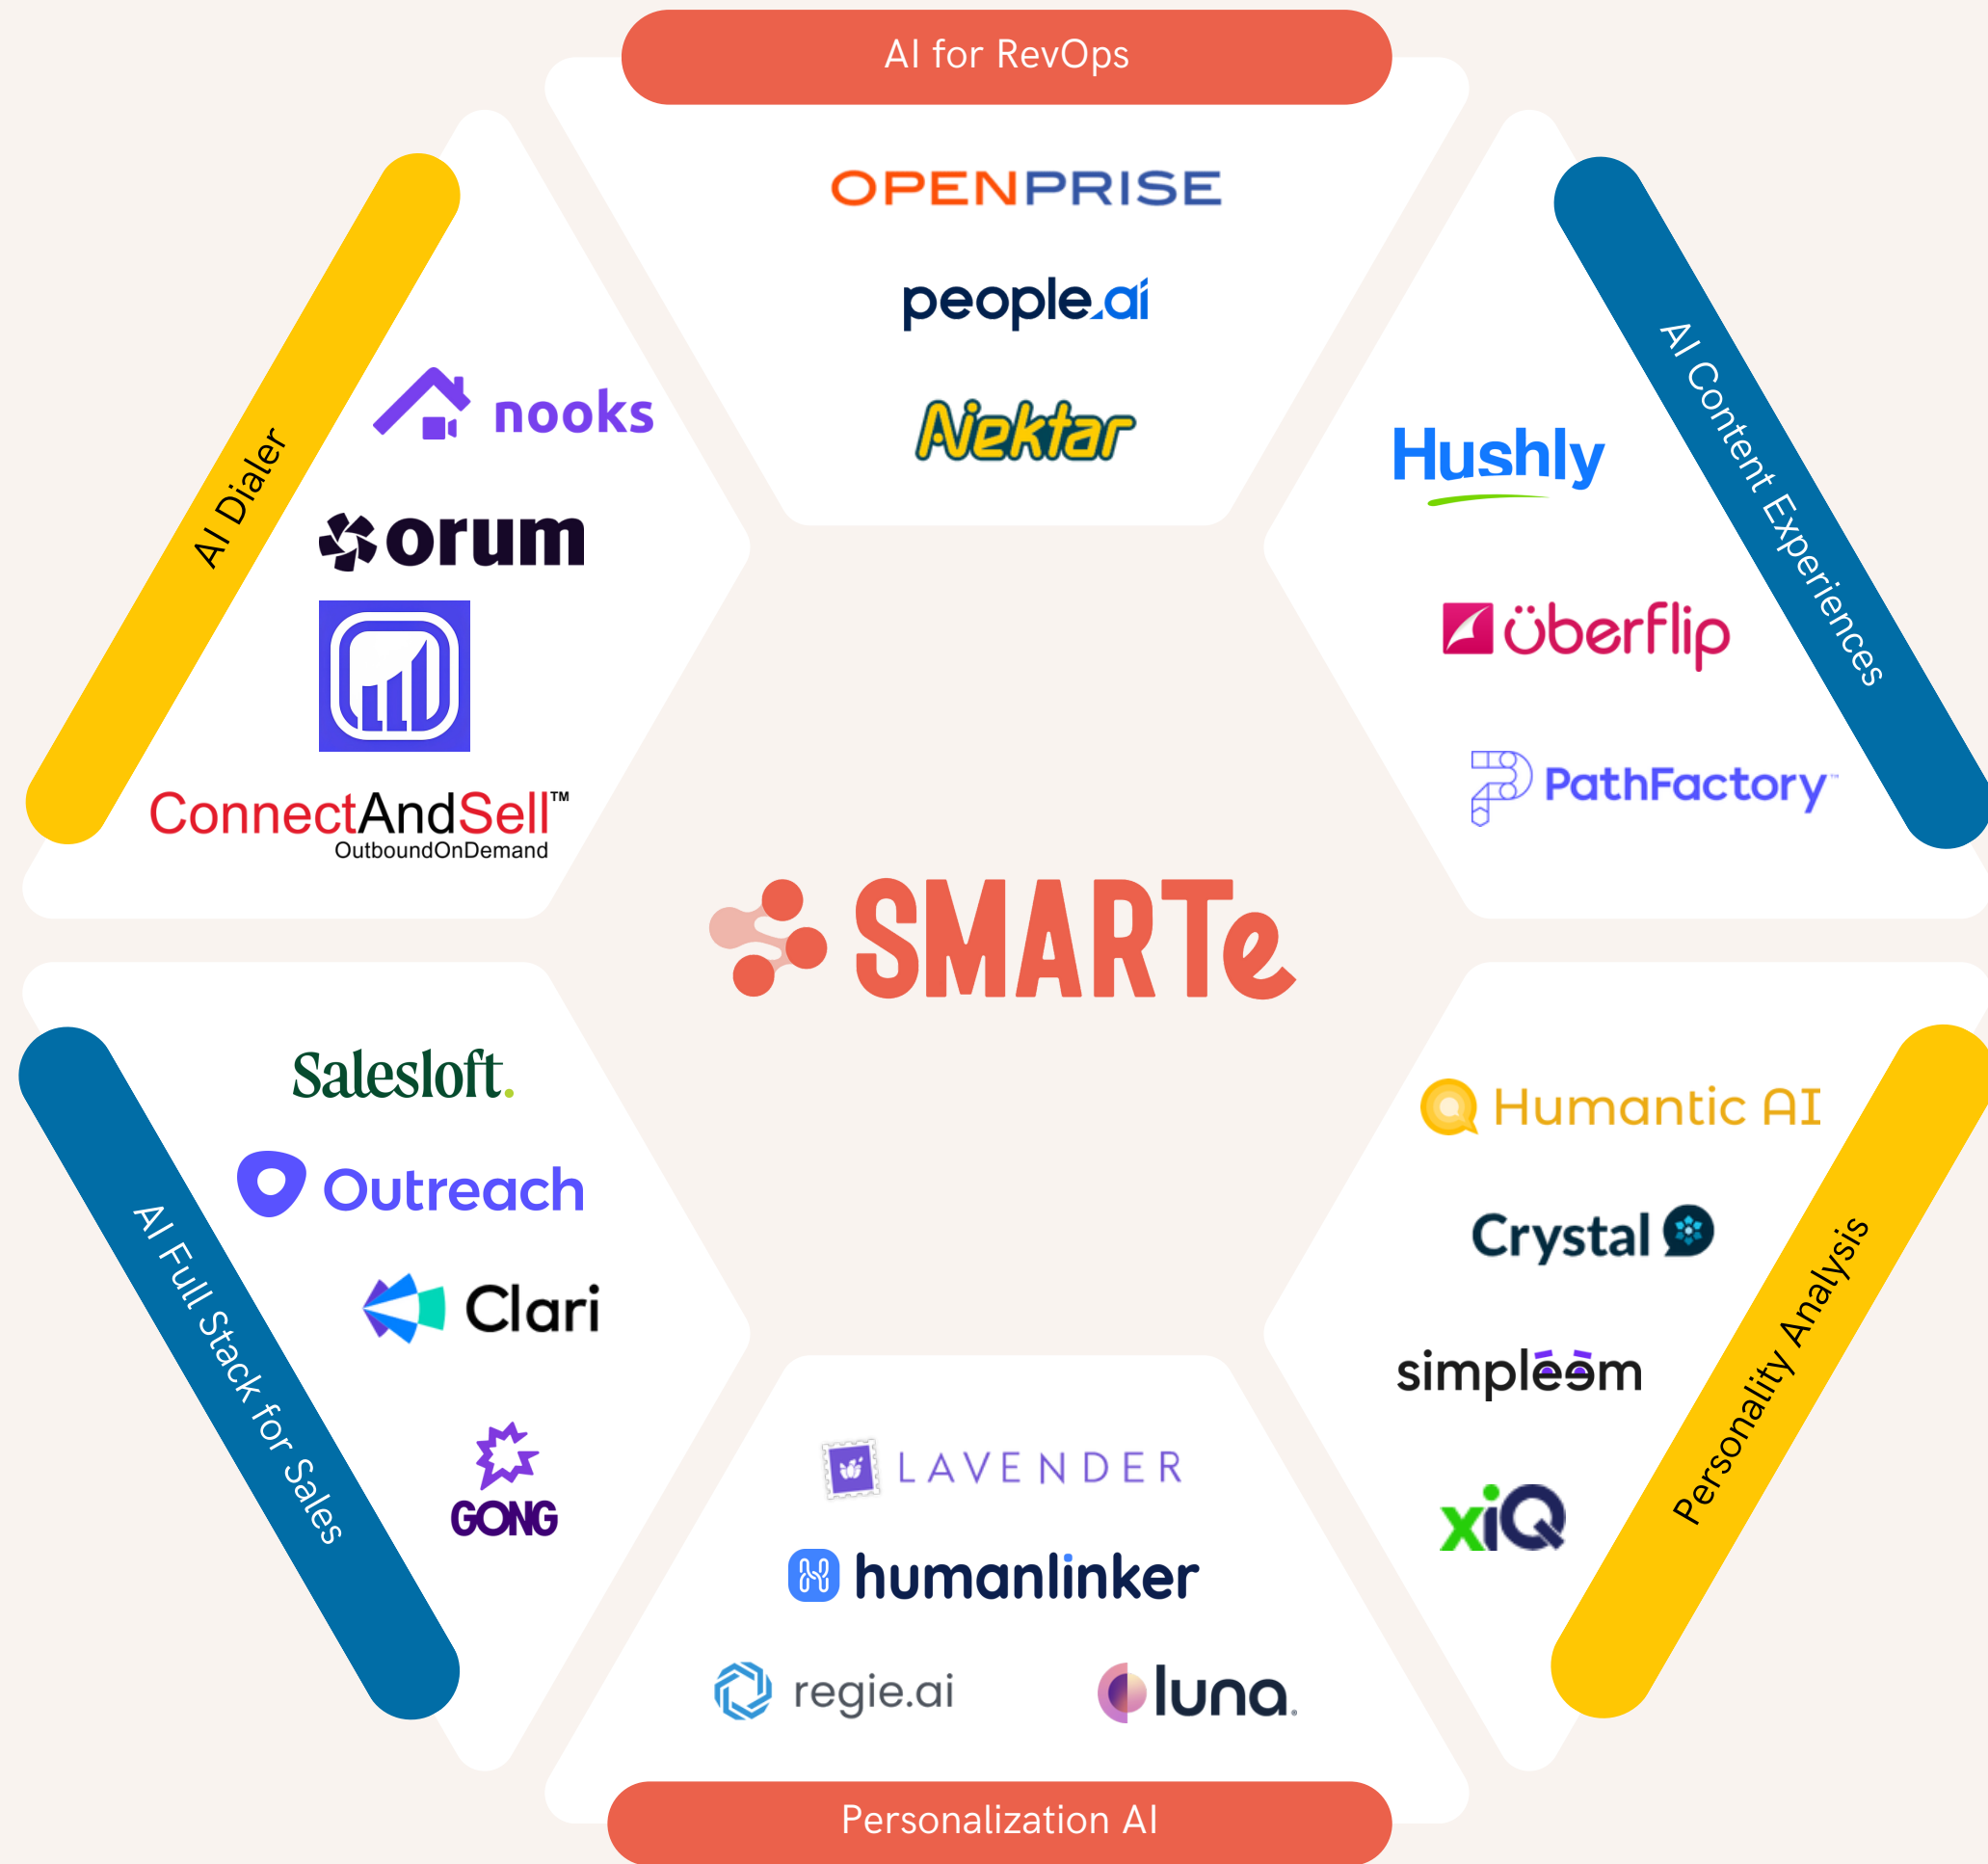 AI for RevOps
OPENPRISE
people.ai
Nektar
AI Dialer
nooks
orum
ConnectAndSell™
OutboundOnDemand
AI Content Experiences
Hushly
überflip
PathFactory™
SMARTe
AI Full Stack for Sales
Salesloft.
Outreach
Clari
GONG
Personality Analysis
Humantic AI
Crystal
simpléém
xiQ
LAVENDER
humanlinker
regie.ai
luna®
Personalization AI